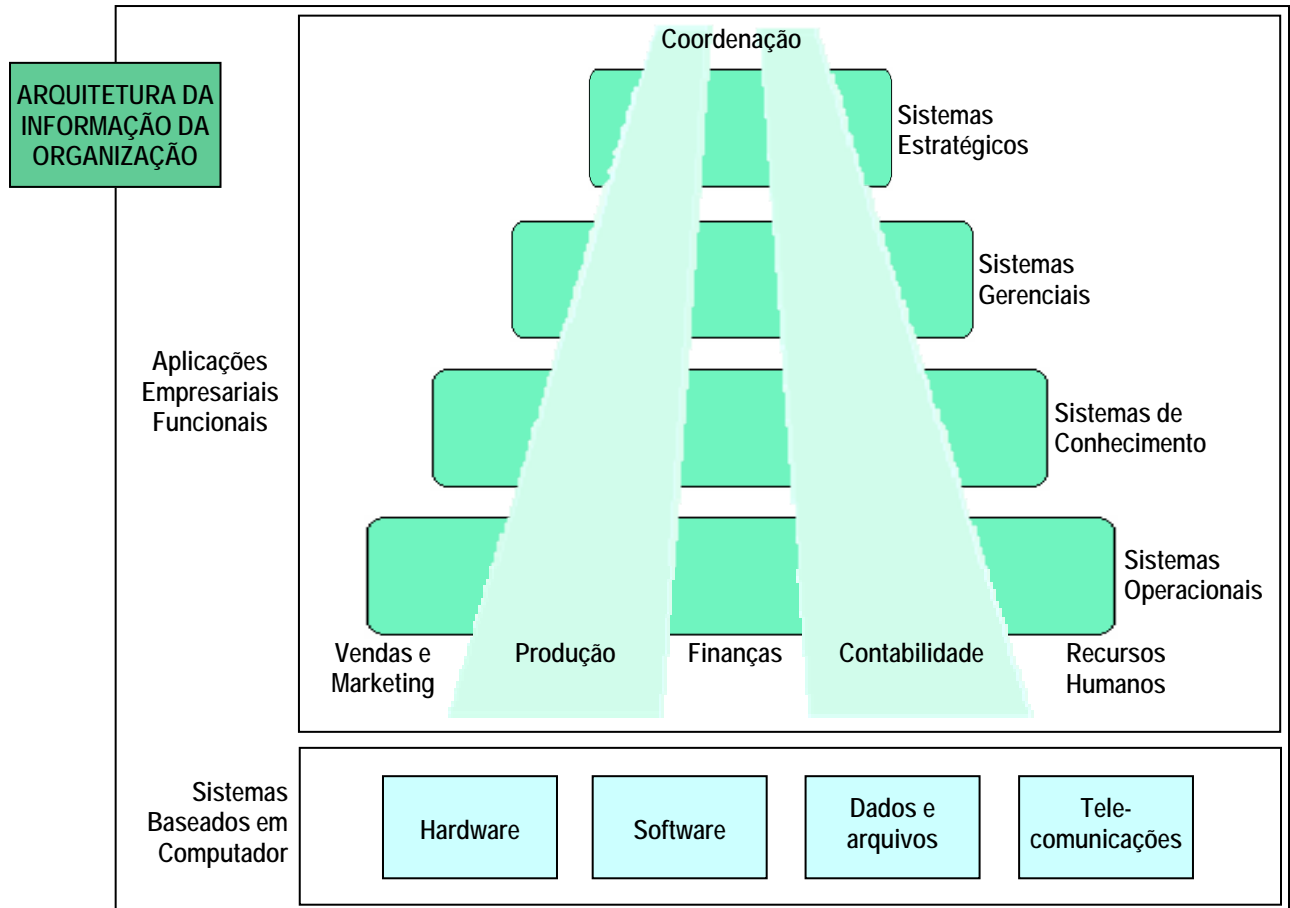 Coordenação
ARQUITETURA DA
INFORMAÇÃO DA
ORGANIZAÇÃO
Sistemas
Estratégicos
Sistemas
Gerenciais
Aplicações
Empresariais
Funcionais
Sistemas de
Conhecimento
Sistemas
Operacionais
Vendas e
Marketing
Produção
Finanças
Contabilidade
Recursos
Humanos
Sistemas
Baseados em
Computador
Hardware
Software
Dados e
arquivos
Tele-
comunicações